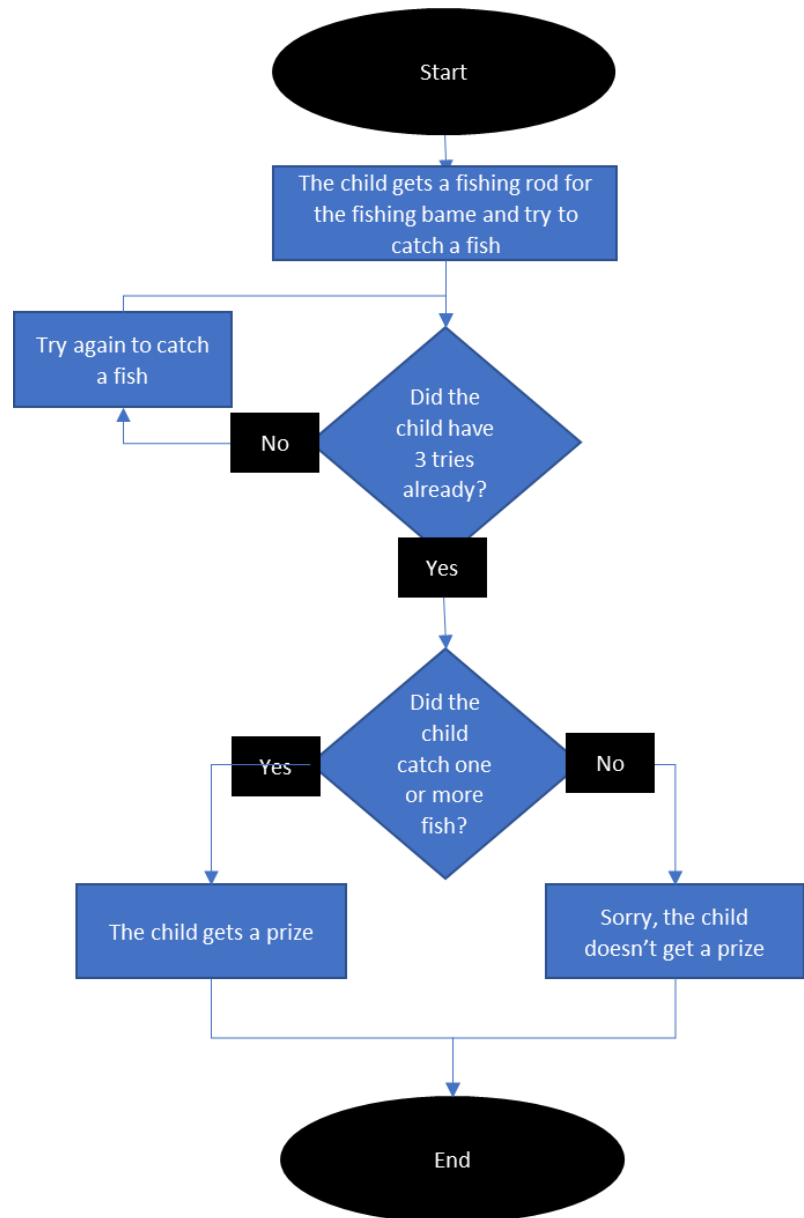 Start
The child gets a fishing rod for
the fishing bame and try to
catch a fish
Try again to catch
a fish
Did the
child have
3 tries
already?
No
Yes
Did the
child
catch one
or more
fish?
Yes
No
The child gets a prize
Sorry, the child
doesn’t get a prize
End